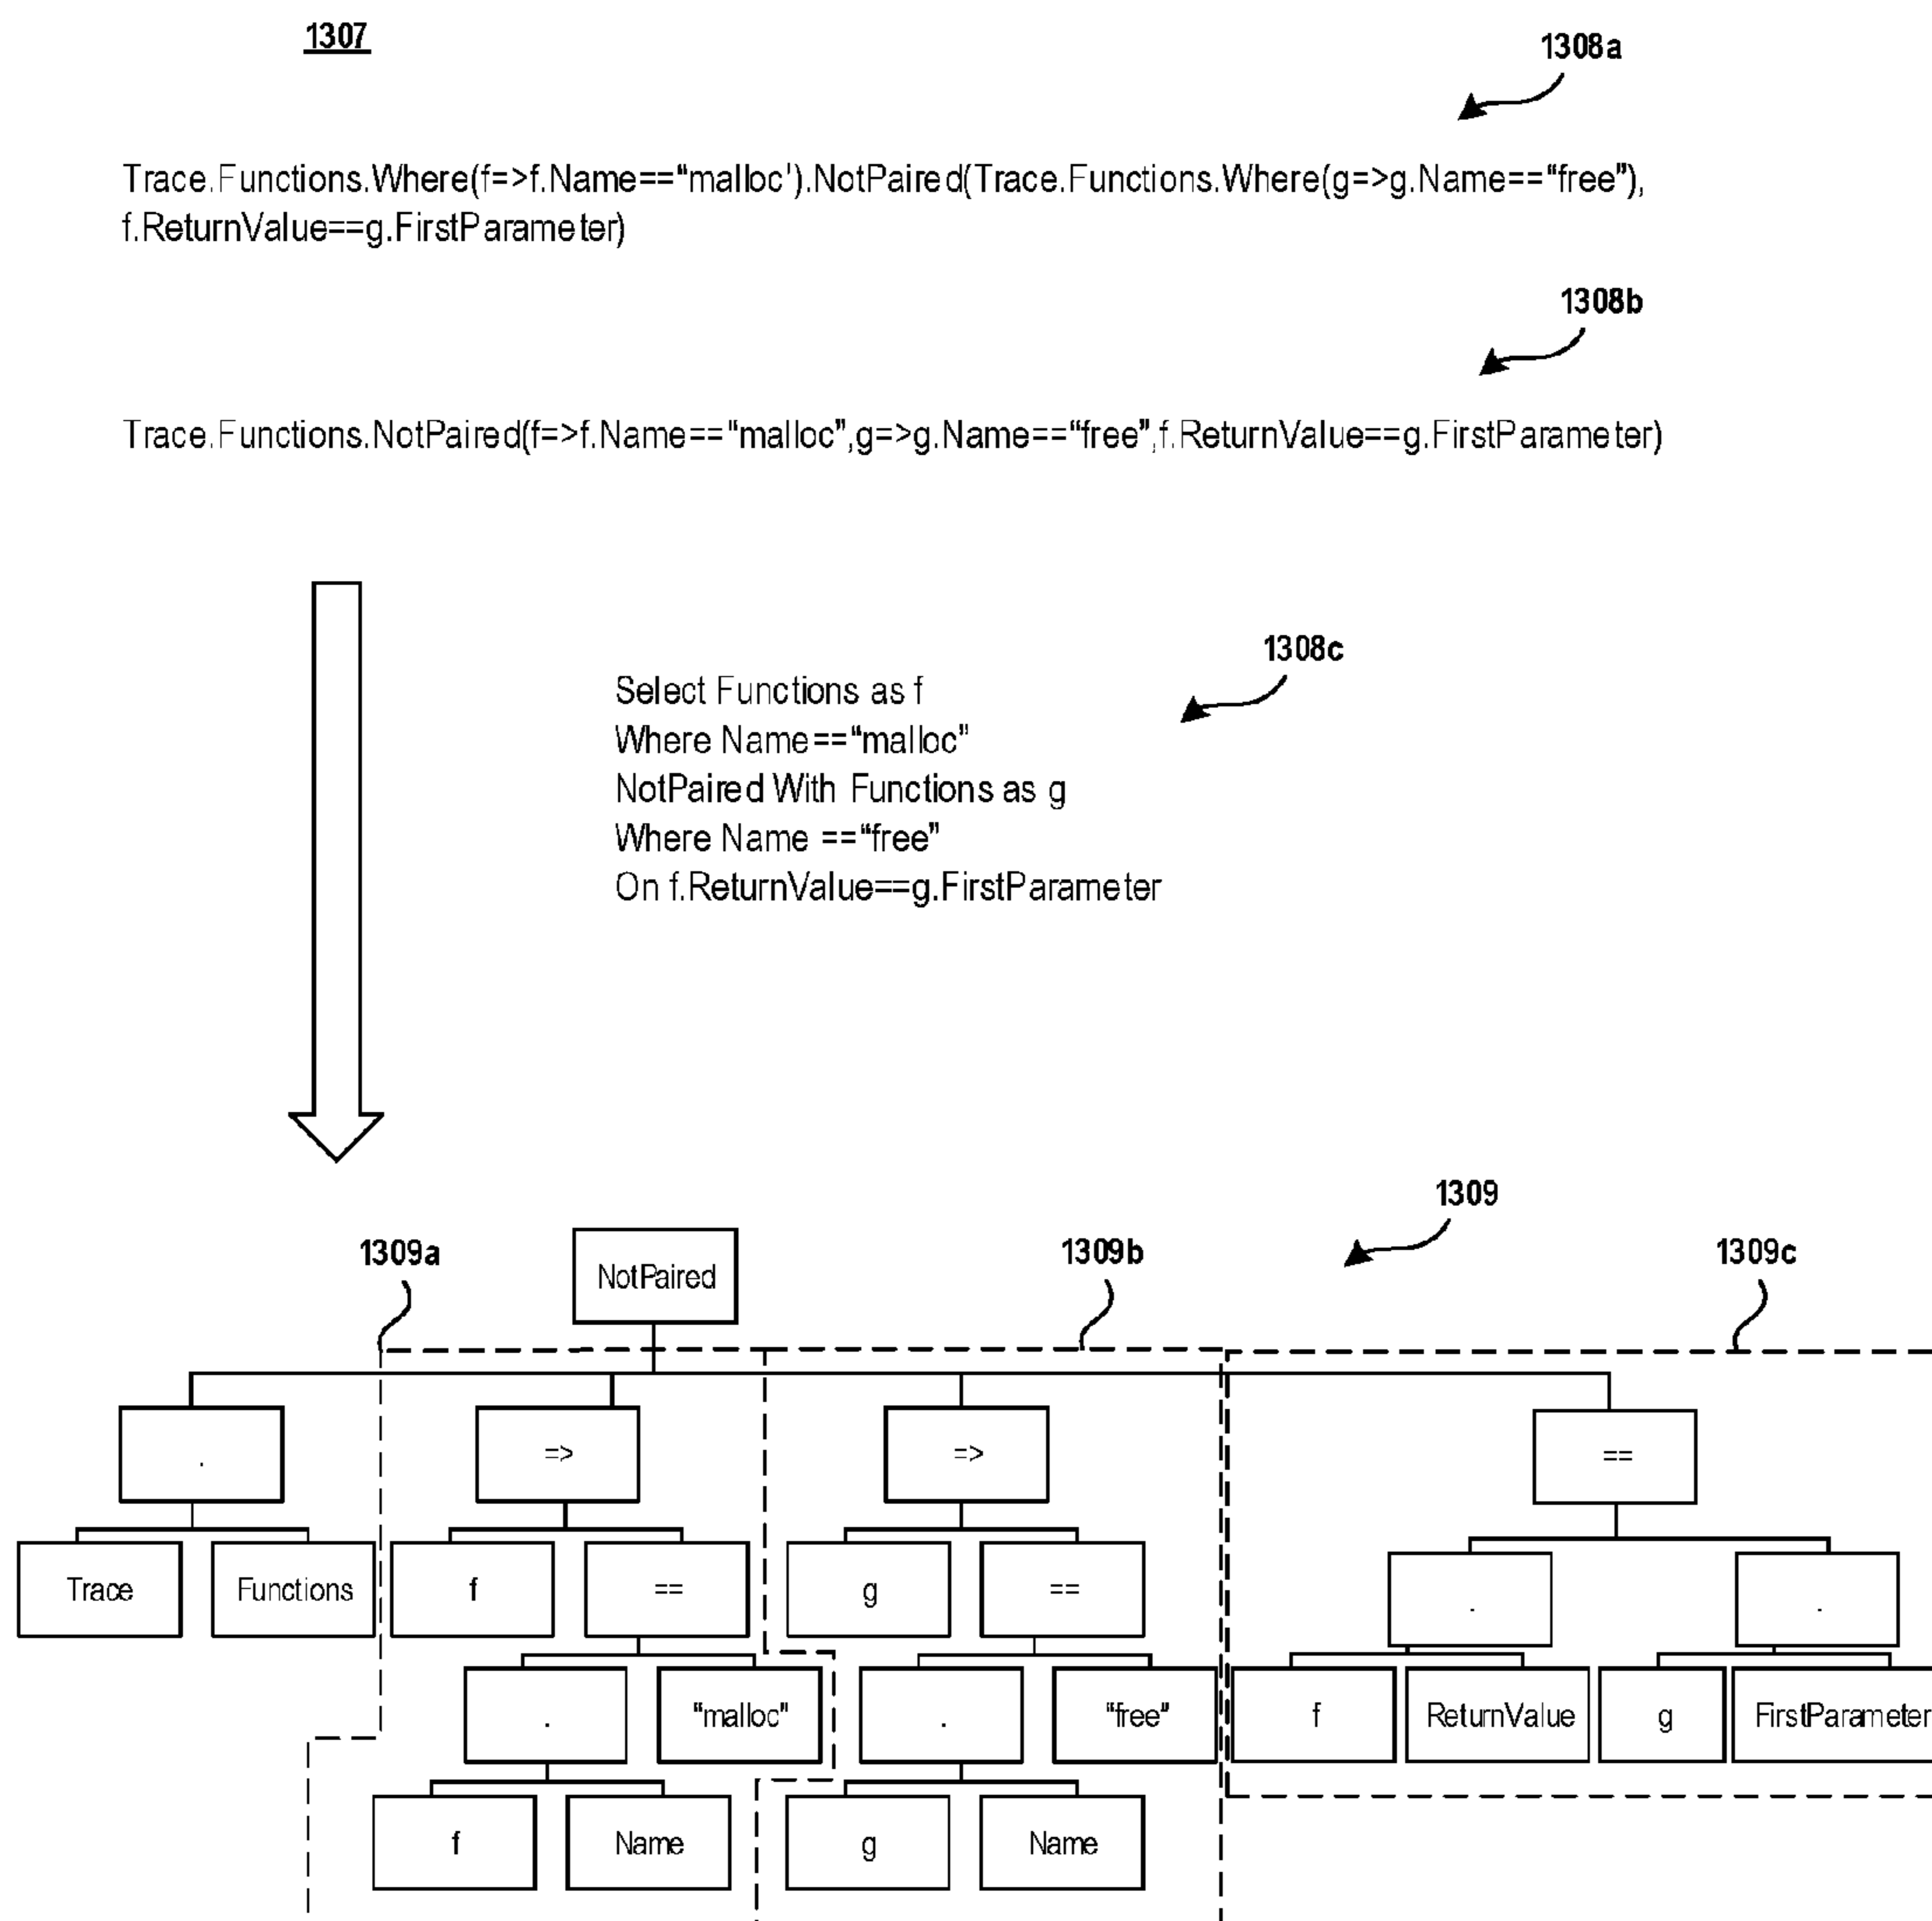 1307
1308a
Trace.Functions.Where(f=>f.Name=="malloc').NotPaired(Trace.Functions.Where(g=>g.Name=="free"),
f.ReturnValue==g.FirstParameter)
1308b
Trace.Functions.NotPaired(f=>f.Name=="malloc",g=>g.Name=="free",f.ReturnValue==g.FirstParameter)
1308c
Select Functions as f
Where Name=="malloc"
NotPaired With Functions as g
Where Name =="free"
On f.ReturnValue==g.FirstParameter
1309
1309a
NotPaired
1309b
1309c
. => => ==
Trace Functions f == g == . .
. "malloc" . "free" f ReturnValue g FirstParameter
f Name g Name